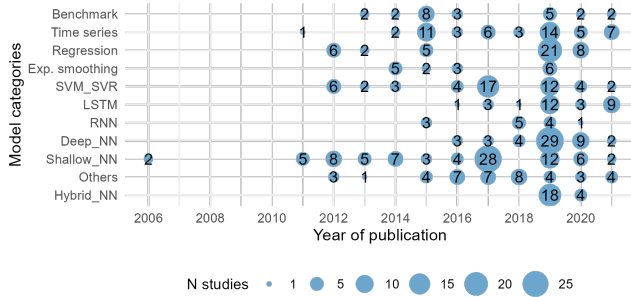 Model categories
Benchmark 2 2 8 3 5 2 2
Time series 1 2 11 3 6 3 14 5 7
Regression 6 2 5 21 8
Exp. smoothing 5 2 3 6
SVM_SVR 6 2 3 4 17 12 4 2
LSTM 1 3 1 12 3 9
RNN 3 5 4 1
Deep_NN 3 3 4 29 9 2
Shallow_NN 2 5 8 5 7 3 4 28 12 6 2
Others 3 1 4 7 7 8 4 3 4
Hybrid_NN 18 4
2006 2008 2010 2012 2014 2016 2018 2020
Year of publication
N studies 1 5 10 15 20 25